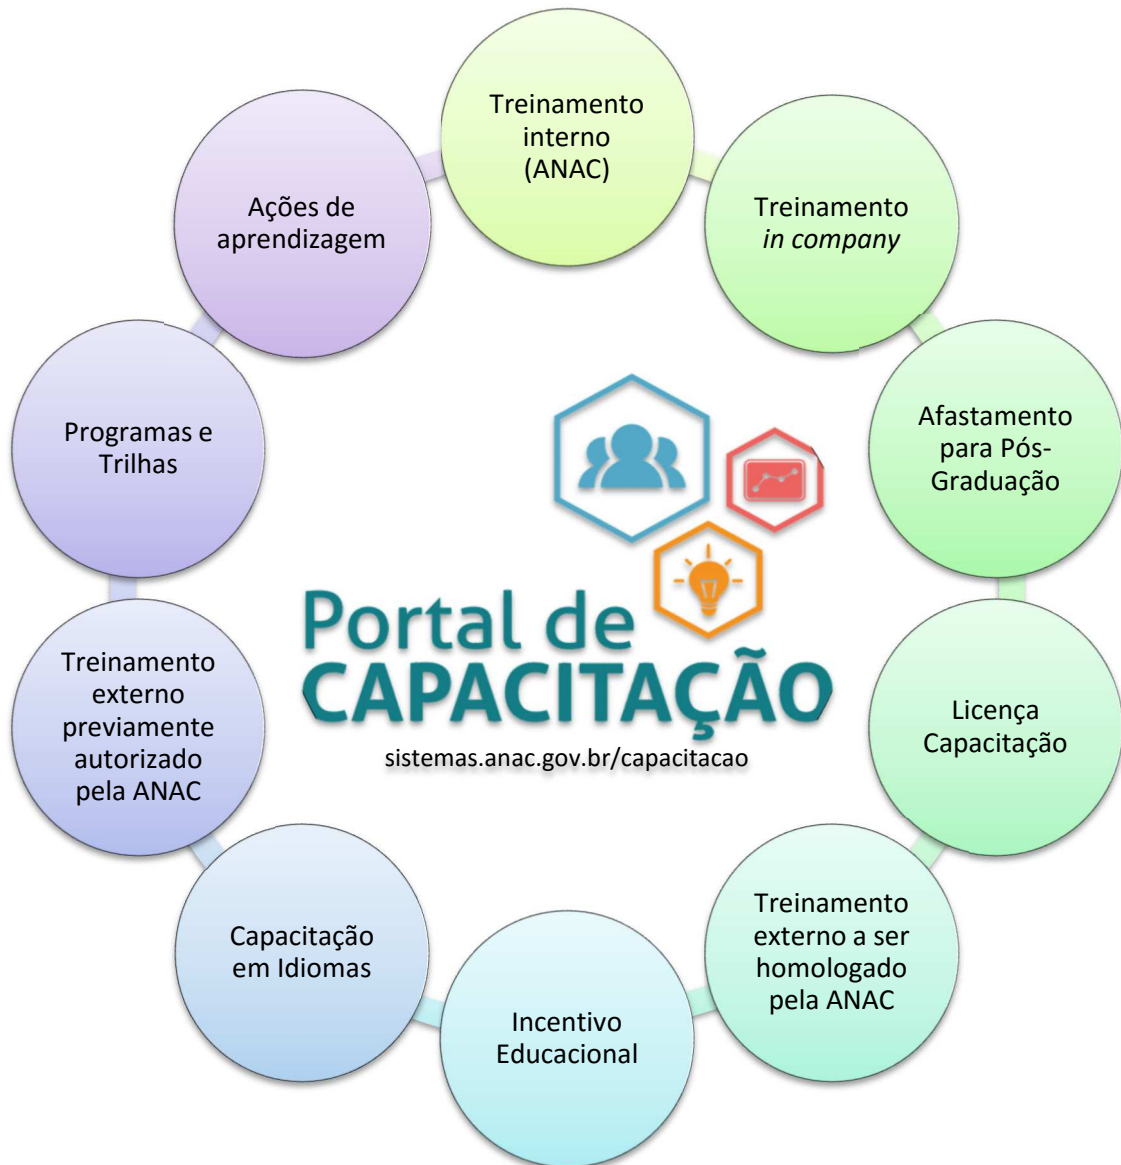 Treinamento
interno
(ANAC)
Treinamento
in company
Afastamento
para Pós-
Graduação
Licença
Capacitação
Treinamento
externo a ser
homologado
pela ANAC
Incentivo
Educacional
Capacitação
em Idiomas
Treinamento
externo
previamente
autorizado
pela ANAC
Programas e
Trilhas
Ações de
aprendizagem
Portal de
CAPACITAÇÃO
sistemas.anac.gov.br/capacitacao